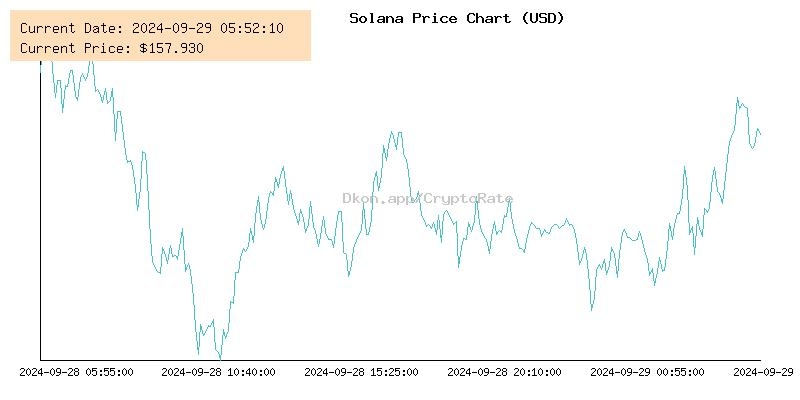 Solana Price Chart (USD)
Current Date: 2024-09-29 05:52:10
Current Price: $157.930
Dkon.app/CryptoRate
2024-09-28 05:55:00
2024-09-28 10:40:00
2024-09-28 15:25:00
2024-09-28 20:10:00
2024-09-29 00:55:00
2024-09-29